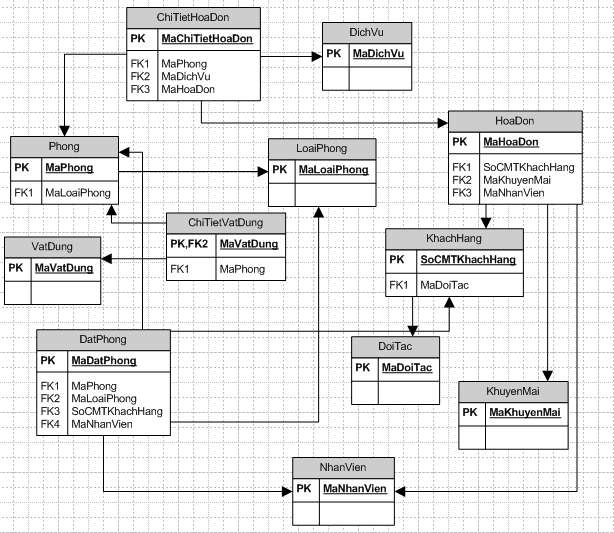 ChiTietHoaDon
PK MaChiTietHoaDon
FK1 MaPhong
FK2 MaDichVu
FK3 MaHoaDon
DichVu
PK MaDichVu
HoaDon
PK MaHoaDon
FK1 SoCMTKhachHang
FK2 MaKhuyenMai
FK3 MaNhanVien
Phong
PK MaPhong
FK1 MaLoaiPhong
LoaiPhong
PK MaLoaiPhong
ChiTietVatDung
PK,FK2 MaVatDung
FK1 MaPhong
VatDung
PK MaVatDung
KhachHang
PK SoCMTKhachHang
FK1 MaDoiTac
DatPhong
PK MaDatPhong
FK1 MaPhong
FK2 MaLoaiPhong
FK3 SoCMTKhachHang
FK4 MaNhanVien
DoiTac
PK MaDoiTac
KhuyenMai
PK MaKhuyenMai
NhanVien
PK MaNhanVien